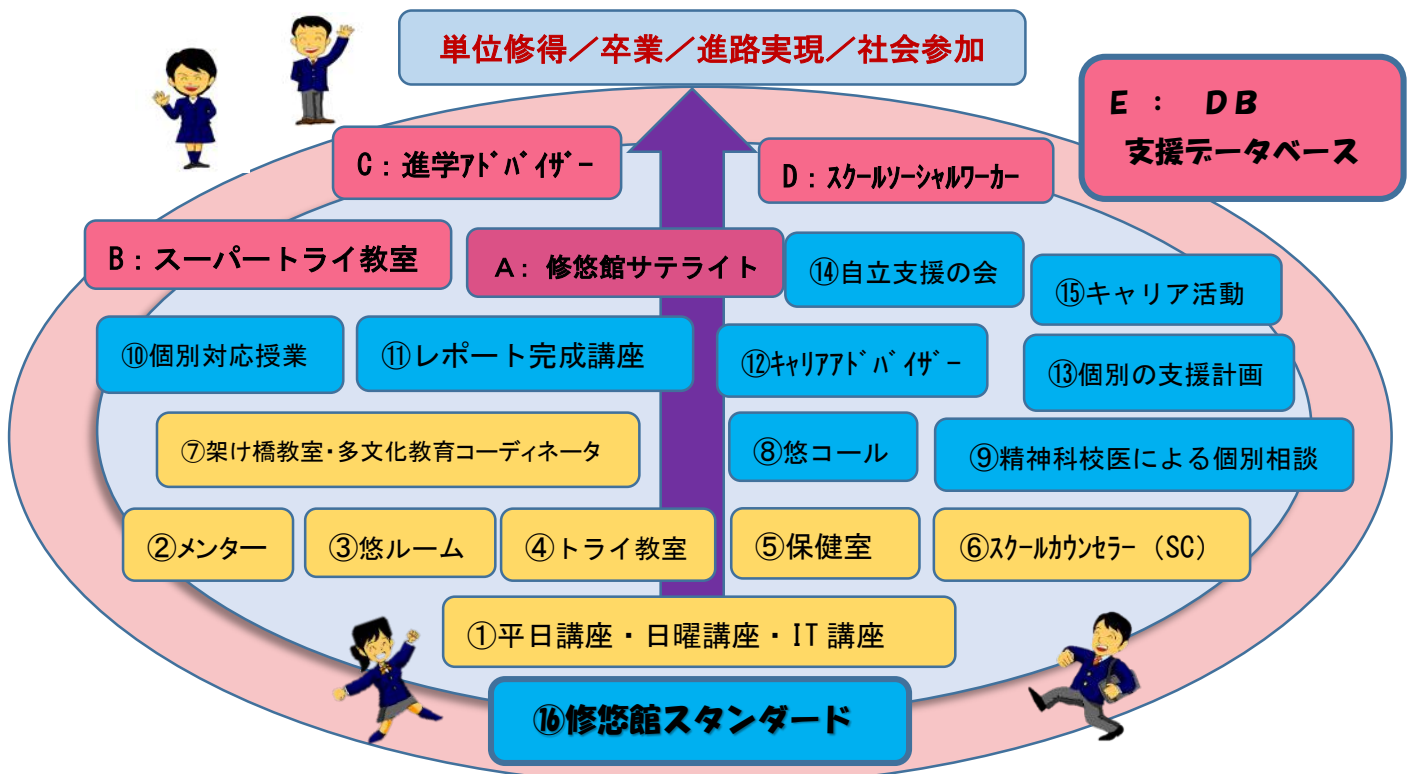 単位修得／卒業／進路実現／社会参加
E ： DB
支援データベース
C：進学ｱﾄﾞﾊﾞｲｻﾞｰ
D：ｽｸｰﾙｿｰｼｬﾙﾜｰｶｰ
B：スーパートライ教室
A： 修悠館サテライト
⑭自立支援の会
⑮キャリア活動
⑩個別対応授業
⑪レポート完成講座
⑫ｷｬﾘｱｱﾄﾞﾊﾞｲｻﾞｰ
⑬個別の支援計画
⑦架け橋教室・多文化教育コーディネータ
⑧悠コール
⑨精神科校医による個別相談
②メンター
③悠ルーム
④トライ教室
⑤保健室
⑥ｽｸｰﾙｶｳﾝｾﾗｰ（SC）
①平日講座・日曜講座・IT講座
⑯修悠館スタンダード